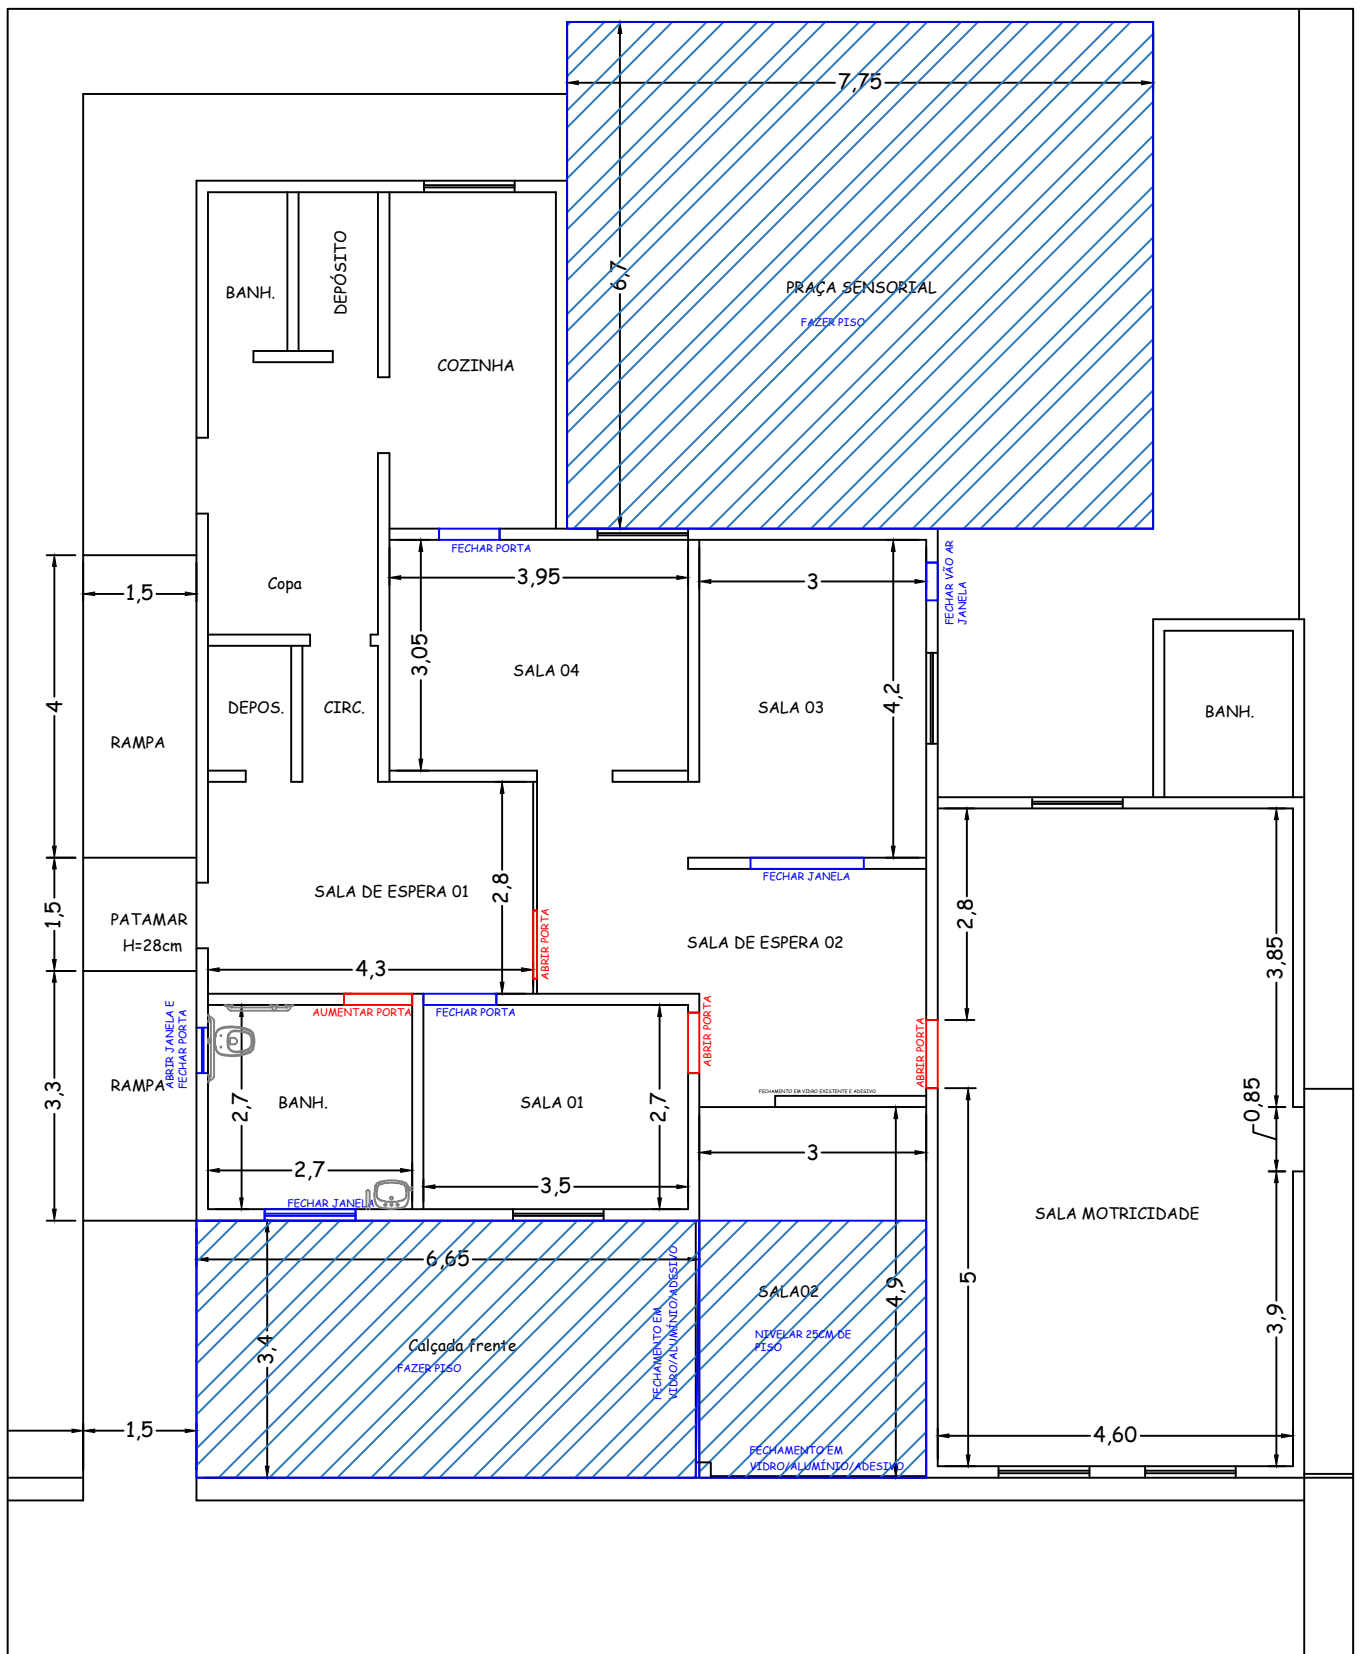 7,75
6,7
PRAÇA SENSORIAL
FAZER PISO
BANH.
DEPÓSITO
COZINHA
FECHAR PORTA
3,95
3
FECHAR VÃO AR
JANELA
1,5
Copa
3,05
SALA 04
4,2
4
DEPOS.
CIRC.
SALA 03
BANH.
RAMPA
FECHAR JANELA
SALA DE ESPERA 01
2,8
2,8
1,5
PATAMAR
H=28cm
ABRIR PORTA
SALA DE ESPERA 02
3,85
4,3
AUMENTAR PORTA
FECHAR PORTA
ABRIR JANELA E
FECHAR PORTA
ABRIR PORTA
ABRIR PORTA
RAMPA
3,3
2,7
BANH.
SALA 01
2,7
FECHAMENTO EM VIDRO EXISTENTE E ADESIVO
0,85
3
2,7
3,5
FECHAR JANELA
SALA MOTRICIDADE
6,65
FECHAMENTO EM
VIDRO/ALUMÍNIO/ADESIVO
SALA02
4,9
5
3,9
3,4
Calçada frente
FAZER PISO
NIVELAR 25CM DE
PISO
1,5
FECHAMENTO EM
VIDRO/ALUMÍNIO/ADESIVO
4,60